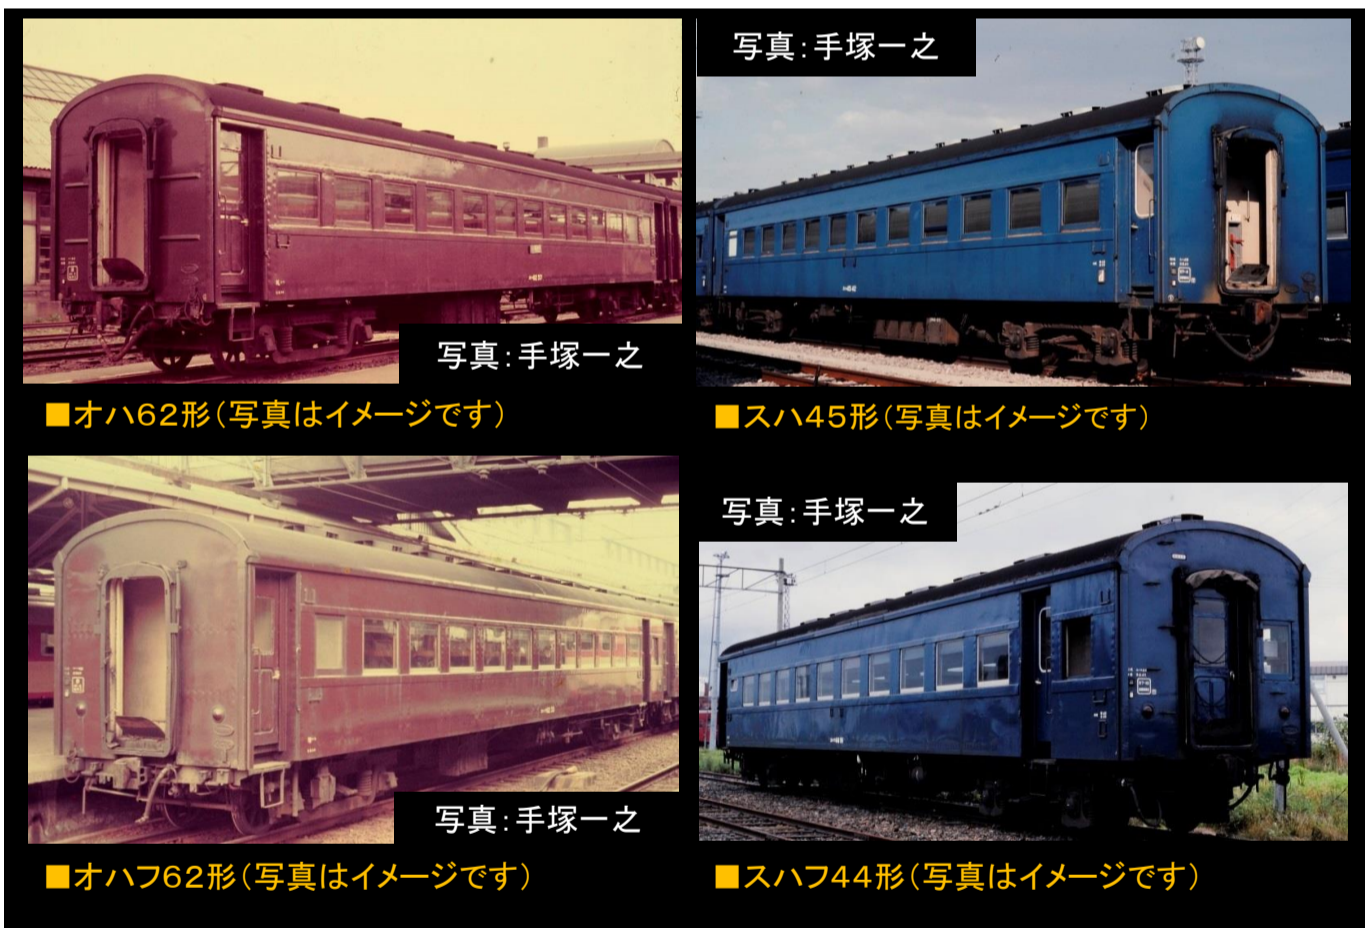 写真：手塚一之
■オハ62形（写真はイメージです）
写真：手塚一之
■スハ45形（写真はイメージです）
写真：手塚一之
■オハフ62形（写真はイメージです）
写真：手塚一之
■スハフ44形（写真はイメージです）